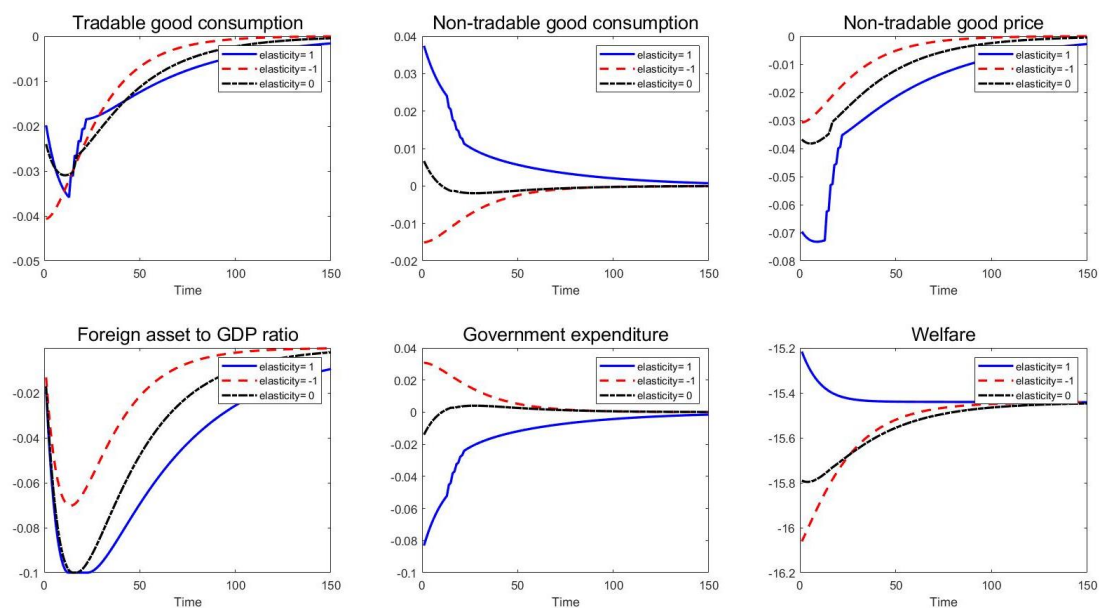 Tradable good consumption
0
-0.01
-0.02
-0.03
-0.04
-0.05
0
50
100
150
Time
elasticity= 1
elasticity= -1
elasticity= 0
Non-tradable good consumption
0.04
0.03
0.02
0.01
0
-0.01
-0.02
0
50
100
150
Time
elasticity= 1
elasticity= -1
elasticity= 0
Non-tradable good price
0
-0.01
-0.02
-0.03
-0.04
-0.05
-0.06
-0.07
-0.08
0
50
100
150
Time
elasticity= 1
elasticity= -1
elasticity= 0
Foreign asset to GDP ratio
-0.02
-0.04
-0.06
-0.08
-0.1
0
50
100
150
Time
elasticity= 1
elasticity= -1
elasticity= 0
Government expenditure
0.04
0.02
0
-0.02
-0.04
-0.06
-0.08
-0.1
0
50
100
150
Time
elasticity= 1
elasticity= -1
elasticity= 0
Welfare
-15.2
-15.4
-15.6
-15.8
-16
-16.2
0
50
100
150
Time
elasticity= 1
elasticity= -1
elasticity= 0